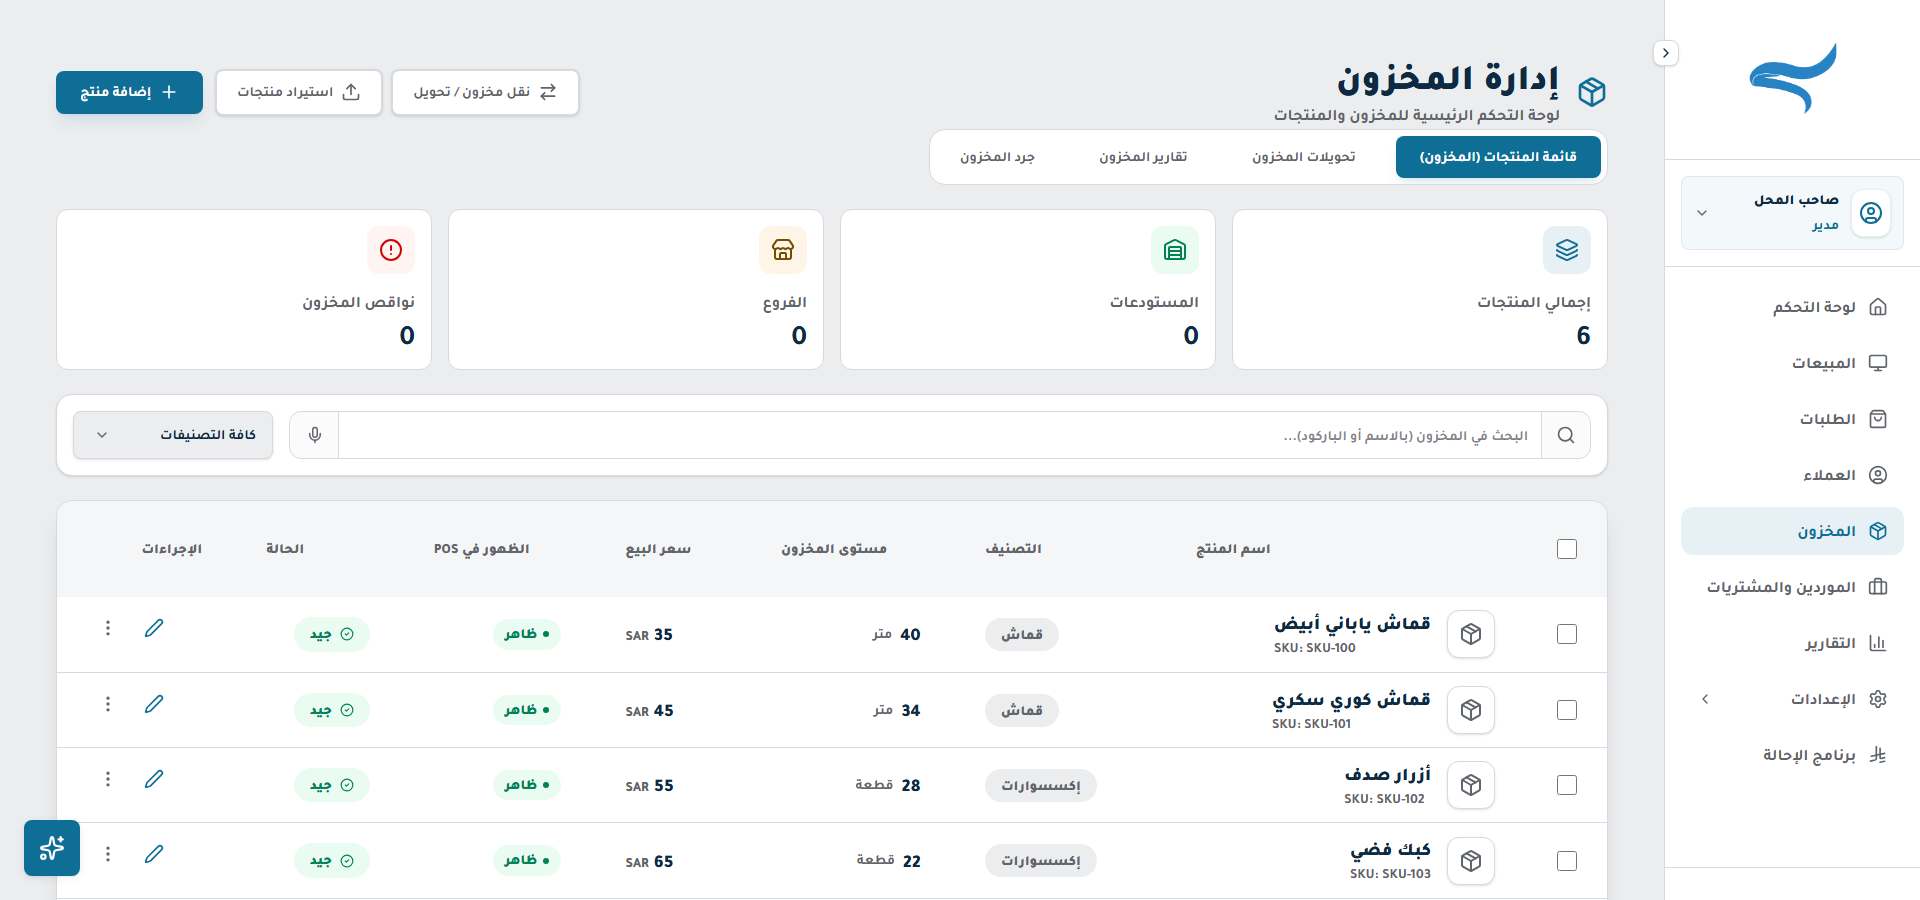 صاحب المحل
مدير
لوحة التحكم
المبيعات
الطلبات
العملاء
المخزون
الموردين والمشتريات
التقارير
الإعدادات
برنامج الإحالة
إدارة المخزون
لوحة التحكم الرئيسية للمخزون والمنتجات
نقل مخزون / تحويل
استيراد منتجات
إضافة منتج
قائمة المنتجات (المخزون)
تحويلات المخزون
تقارير المخزون
جرد المخزون
إجمالي المنتجات
6
المستودعات
0
الفروع
0
نواقص المخزون
0
البحث في المخزون (بالاسم أو الباركود)...
كافة التصنيفات
اسم المنتج التصنيف مستوى المخزون سعر البيع الظهور في POS الحالة الإجراءات
قماش ياباني أبيض
SKU: SKU-100
قماش
40 متر
SAR 35
ظاهر
جيد
قماش كوري سكري
SKU: SKU-101
قماش
34 متر
SAR 45
ظاهر
جيد
أزرار صدف
SKU: SKU-102
إكسسوارات
28 قطعة
SAR 55
ظاهر
جيد
كبك فضي
SKU: SKU-103
إكسسوارات
22 قطعة
SAR 65
ظاهر
جيد